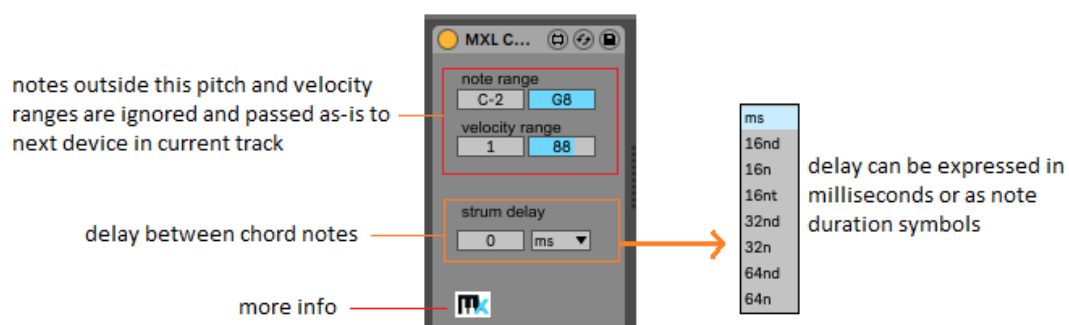 MXL C...
notes outside this pitch and velocity
ranges are ignored and passed as-is to
next device in current track
note range
C-2 G8
velocity range
1 88
delay between chord notes
strum delay
0 ms
more info
mx
ms
16nd
16n
16nt
32nd
32n
64nd
64n
delay can be expressed in
milliseconds or as note
duration symbols